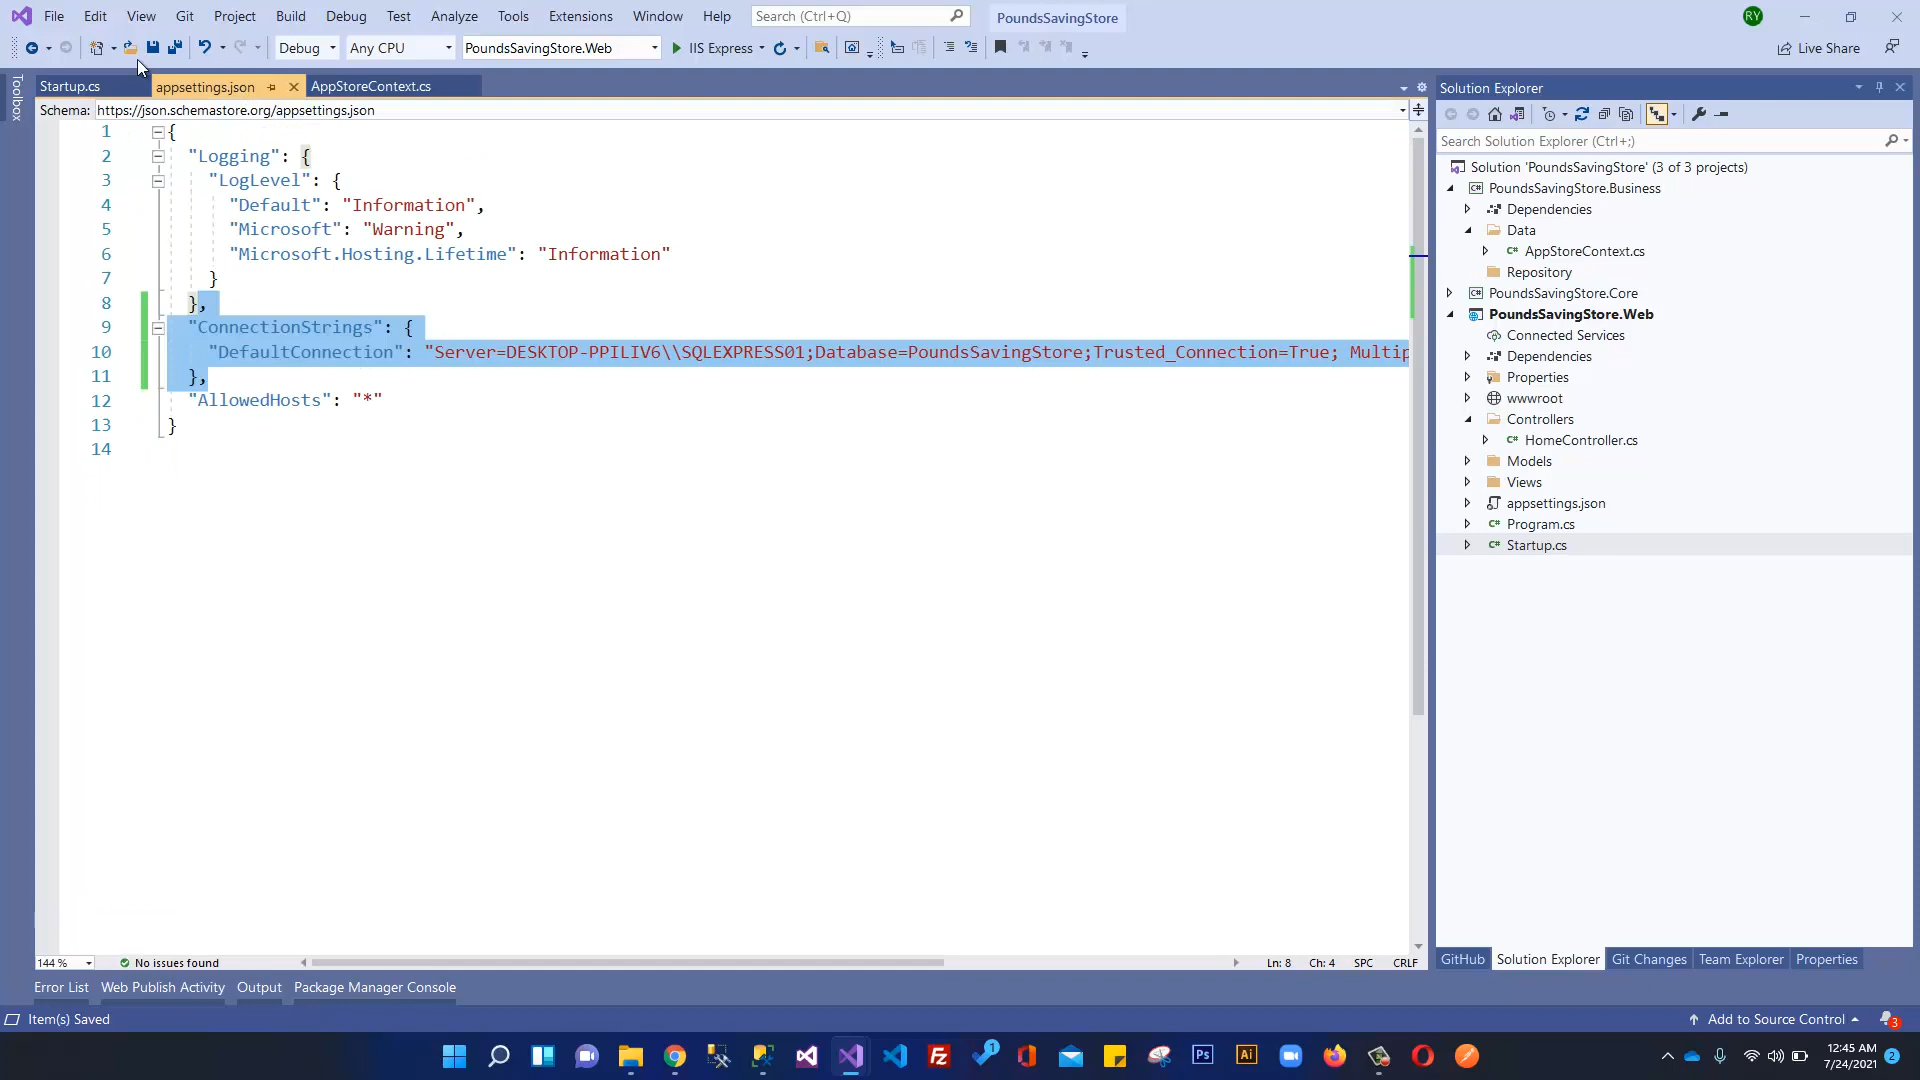 File Edit View Git Project Build Debug Test Analyze Tools Extensions Window Help Search (Ctrl+Q) PoundsSavingStore RY
Debug Any CPU PoundsSavingStore.Web IIS Express Live Share
Toolbox
Startup.cs appsettings.json AppStoreContext.cs
Schema: https://json.schemastore.org/appsettings.json
1 {
2 "Logging": {
3 "LogLevel": {
4 "Default": "Information",
5 "Microsoft": "Warning",
6 "Microsoft.Hosting.Lifetime": "Information"
7 }
8 },
9 "ConnectionStrings": {
10 "DefaultConnection": "Server=DESKTOP-PPILIV6\\SQLEXPRESS01;Database=PoundsSavingStore;Trusted_Connection=True; Multip
11 },
12 "AllowedHosts": "*"
13 }
14
144 % No issues found Ln: 8 Ch: 4 SPC CRLF
Solution Explorer
Search Solution Explorer (Ctrl+;)
Solution 'PoundsSavingStore' (3 of 3 projects)
PoundsSavingStore.Business
Dependencies
Data
C# AppStoreContext.cs
Repository
PoundsSavingStore.Core
PoundsSavingStore.Web
Connected Services
Dependencies
Properties
wwwroot
Controllers
C# HomeController.cs
Models
Views
appsettings.json
C# Program.cs
C# Startup.cs
GitHub Solution Explorer Git Changes Team Explorer Properties
Error List Web Publish Activity Output Package Manager Console
Item(s) Saved Add to Source Control 3
1 Ps Ai
12:45 AM
7/24/2021 2